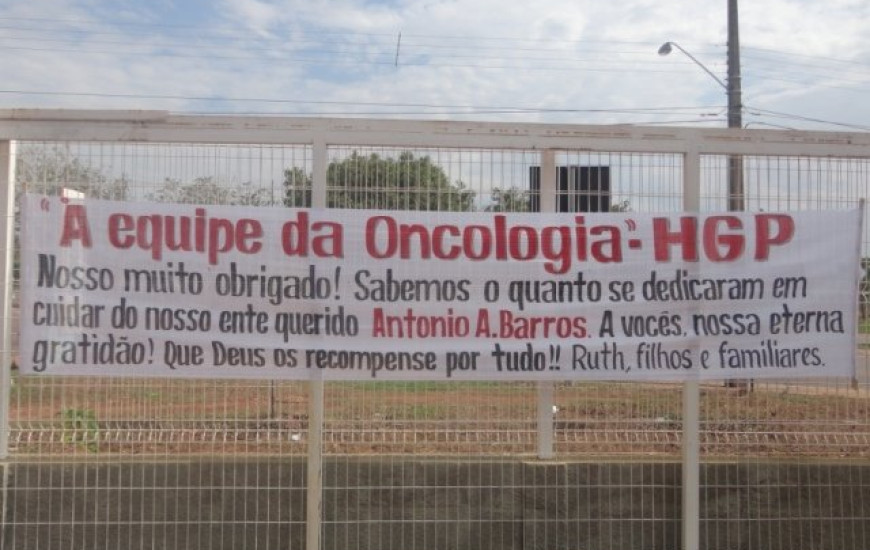 "À equipe da Oncologia"- HGP
Nosso muito obrigado! Sabemos o quanto se dedicaram em
cuidar do nosso ente querido Antonio A.Barros. A vocês, nossa eterna
gratidão! Que Deus os recompense por tudo!! Ruth, filhos e familiares.